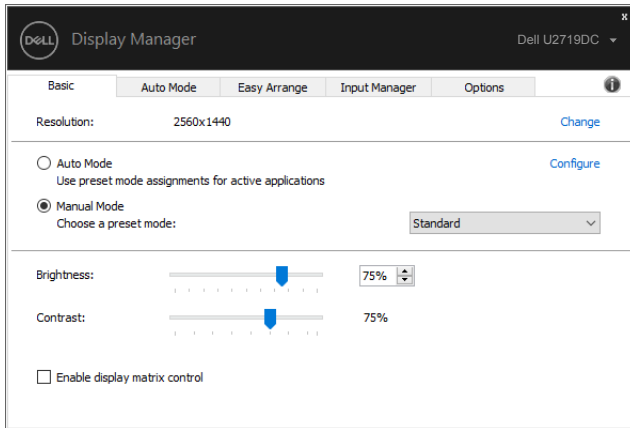 x
DELL Display Manager Dell U2719DC
Basic Auto Mode Easy Arrange Input Manager Options i
Resolution: 2560x1440 Change
Auto Mode Configure
Use preset mode assignments for active applications
Manual Mode
Choose a preset mode: Standard
Brightness: 75%
Contrast: 75%
Enable display matrix control